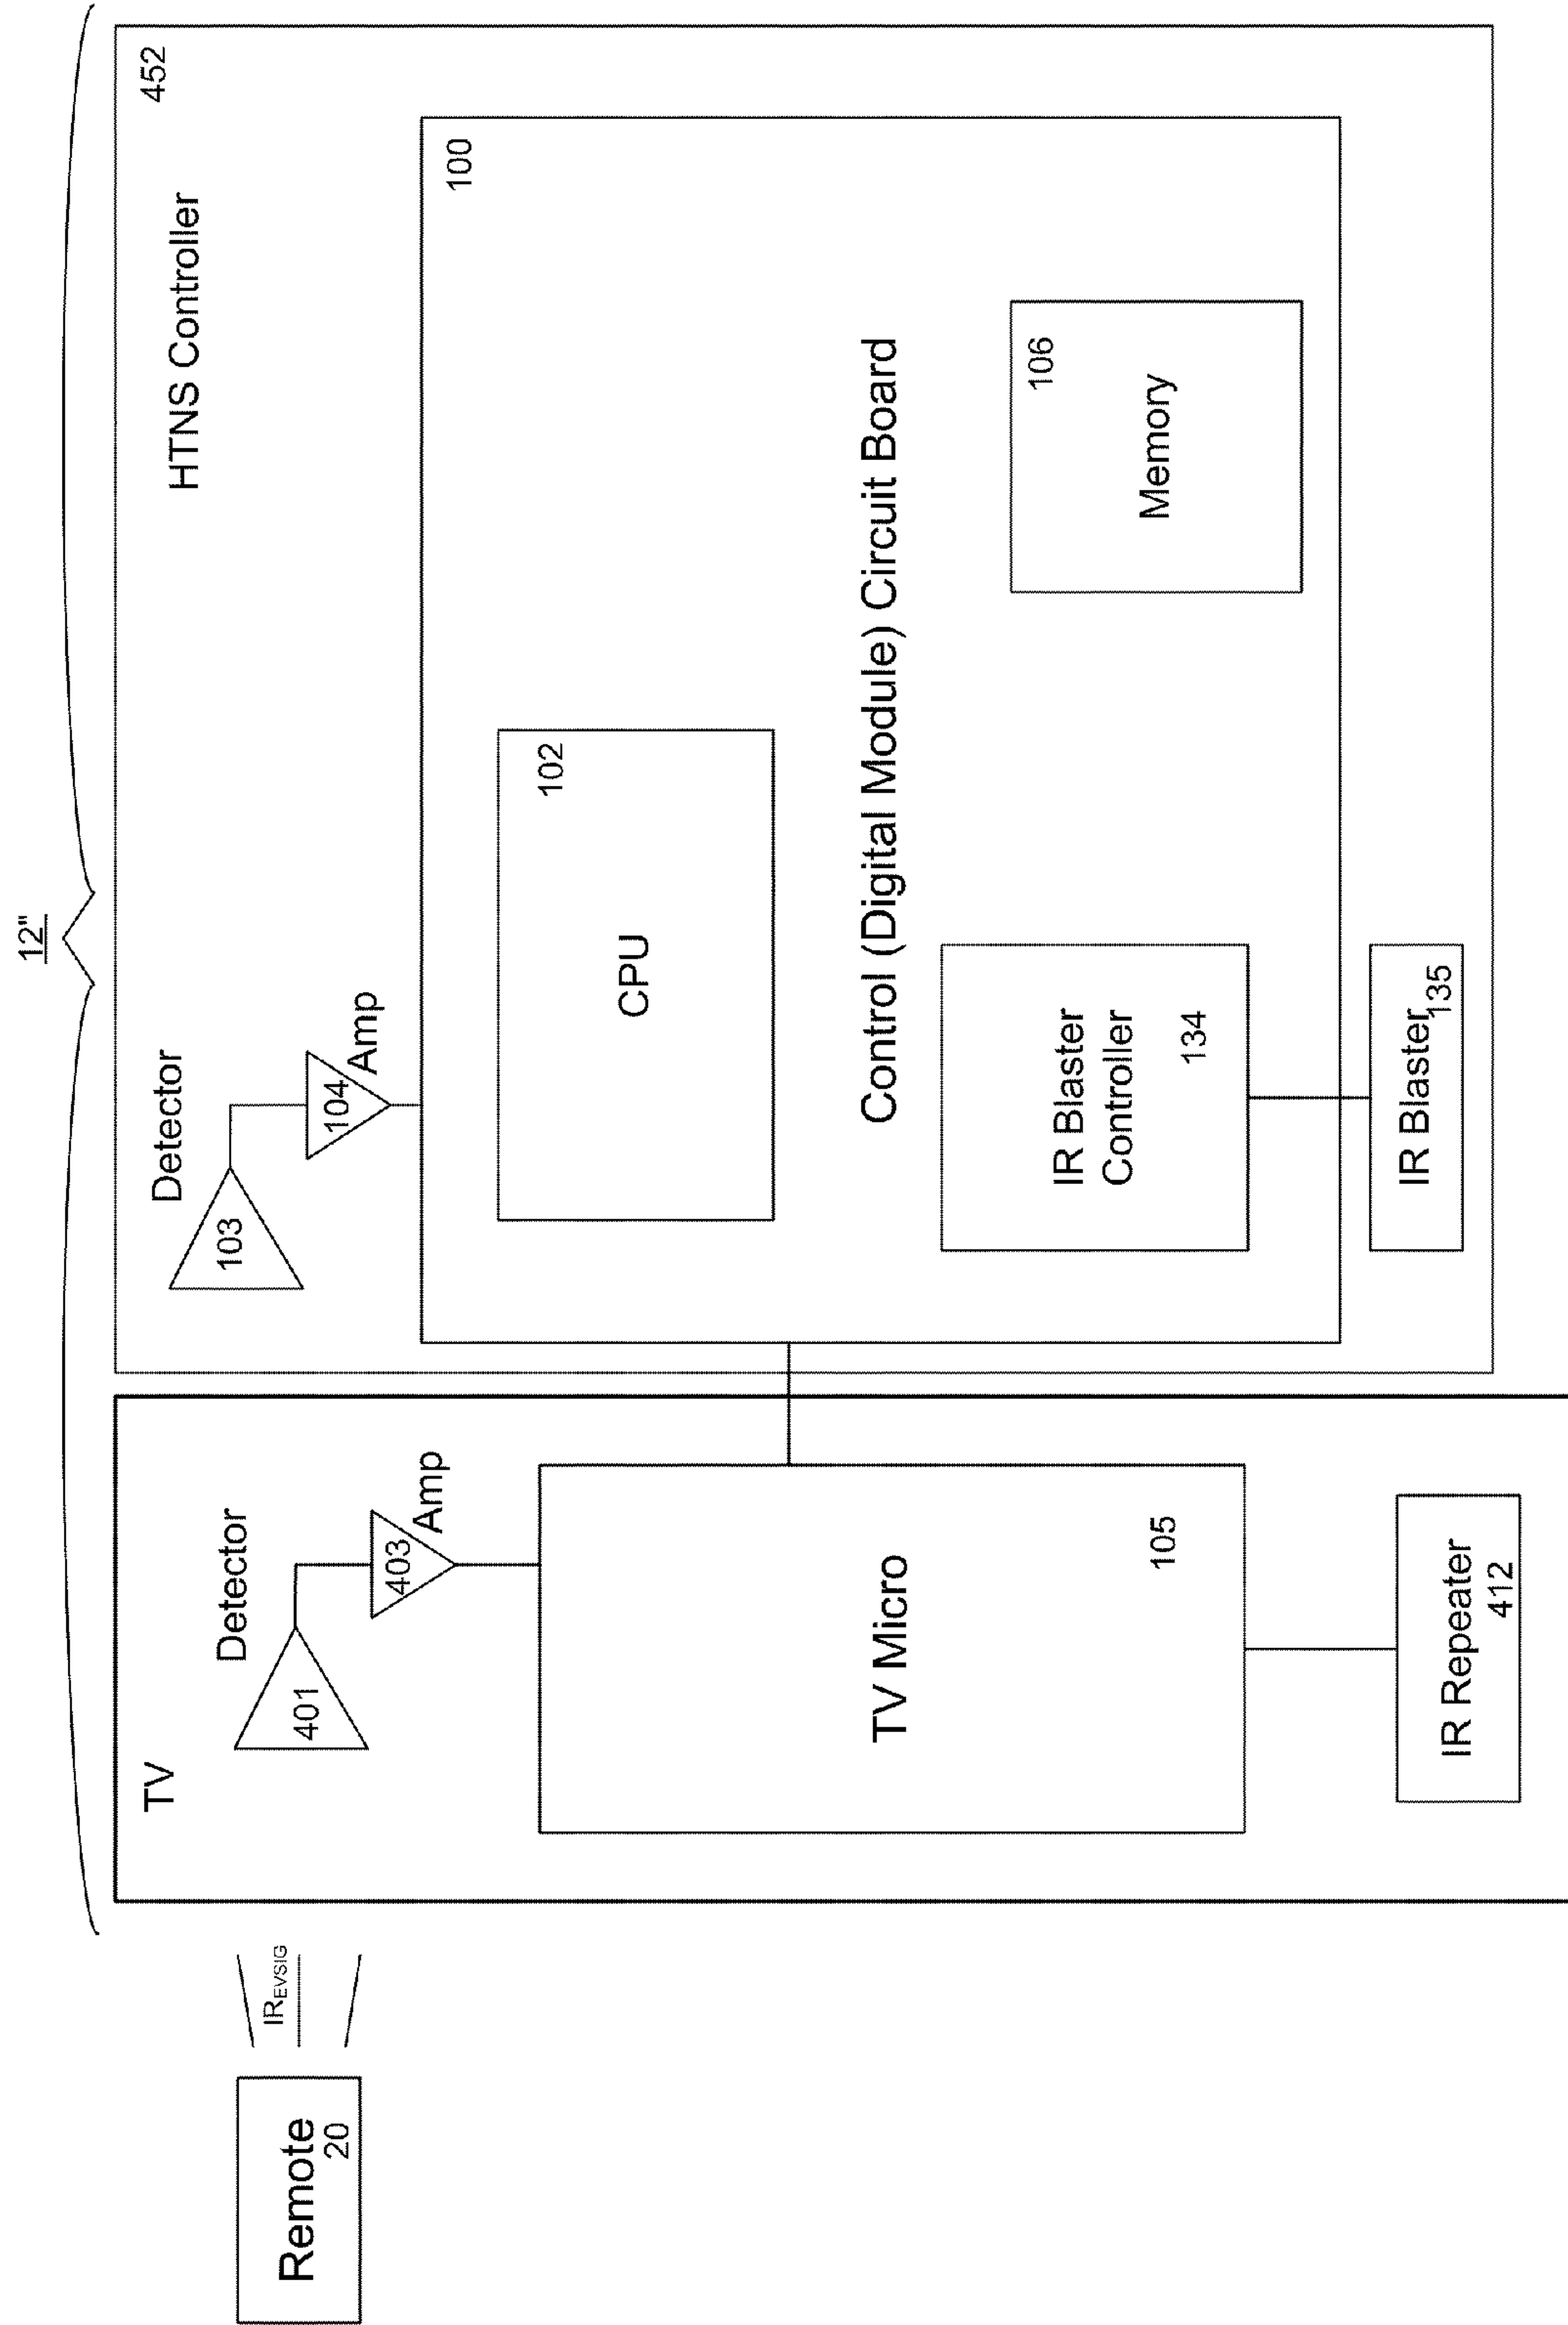 12"
Remote
20
IREVSIG
TV
Detector
401
403
Amp
TV Micro
105
IR Repeater
412
452
HTNS Controller
Detector
103
104
Amp
100
102
CPU
Control (Digital Module) Circuit Board
IR Blaster
Controller
134
106
Memory
IR Blaster
135